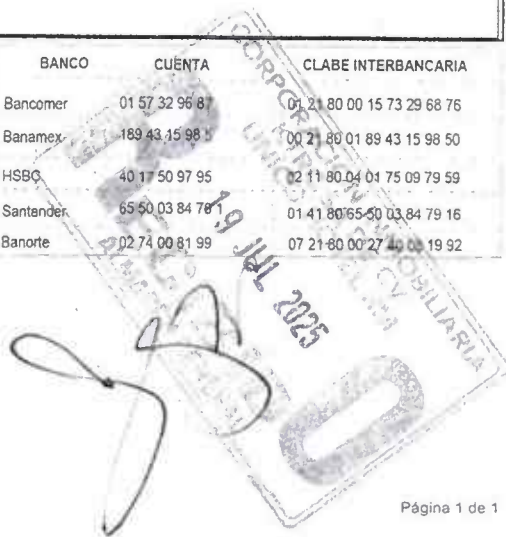 BANCO CUENTA CLABE INTERBANCARIA
Bancomer 01 57 32 96 87 01 21 80 00 15 73 29 68 76
Banamex 189 43 15 98 5 00 21 80 01 89 43 15 98 50
HSBC 40 17 50 97 95 02 11 80 04 01 75 09 79 59
Santander 65 50 03 84 79 1 01 41 80 65 50 03 84 79 16
Banorte 02 74 00 81 99 07 21 80 00 27 40 08 19 92
CORPORACION INMOBILIARIA
19 JUL 2025
Página 1 de 1